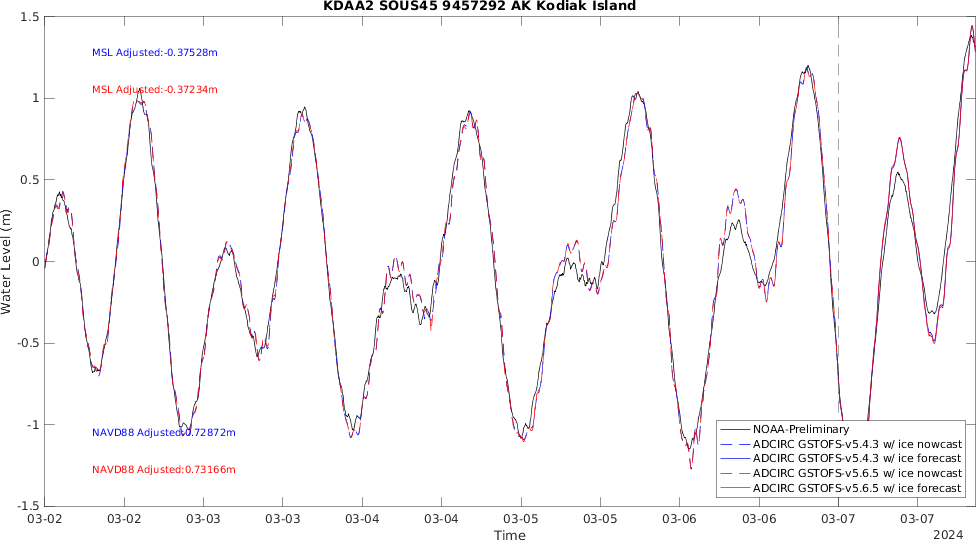 KDAA2 SOUS45 9457292 AK Kodiak Island
1.5
MSL Adjusted:-0.37528m
MSL Adjusted:-0.37234m
1
0.5
Water Level (m)
0
-0.5
-1
NAVD88 Adjusted:0.72872m
NAVD88 Adjusted:0.73166m
NOAA-Preliminary
ADCIRC GSTOFS-v5.4.3 w/ ice nowcast
ADCIRC GSTOFS-v5.4.3 w/ ice forecast
ADCIRC GSTOFS-v5.6.5 w/ ice nowcast
ADCIRC GSTOFS-v5.6.5 w/ ice forecast
-1.5
03-02 03-02 03-03 03-03 03-04 03-04 03-05 03-05 03-06 03-06 03-07 03-07
Time
2024